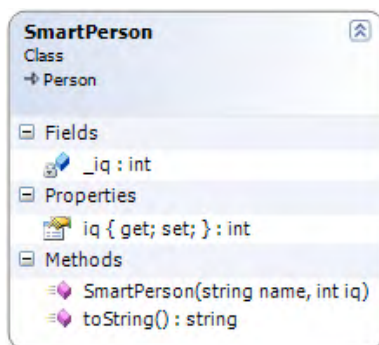 SmartPerson
Class
Person
Fields
_iq : int
Properties
iq { get; set; } : int
Methods
SmartPerson(string name, int iq)
toString() : string